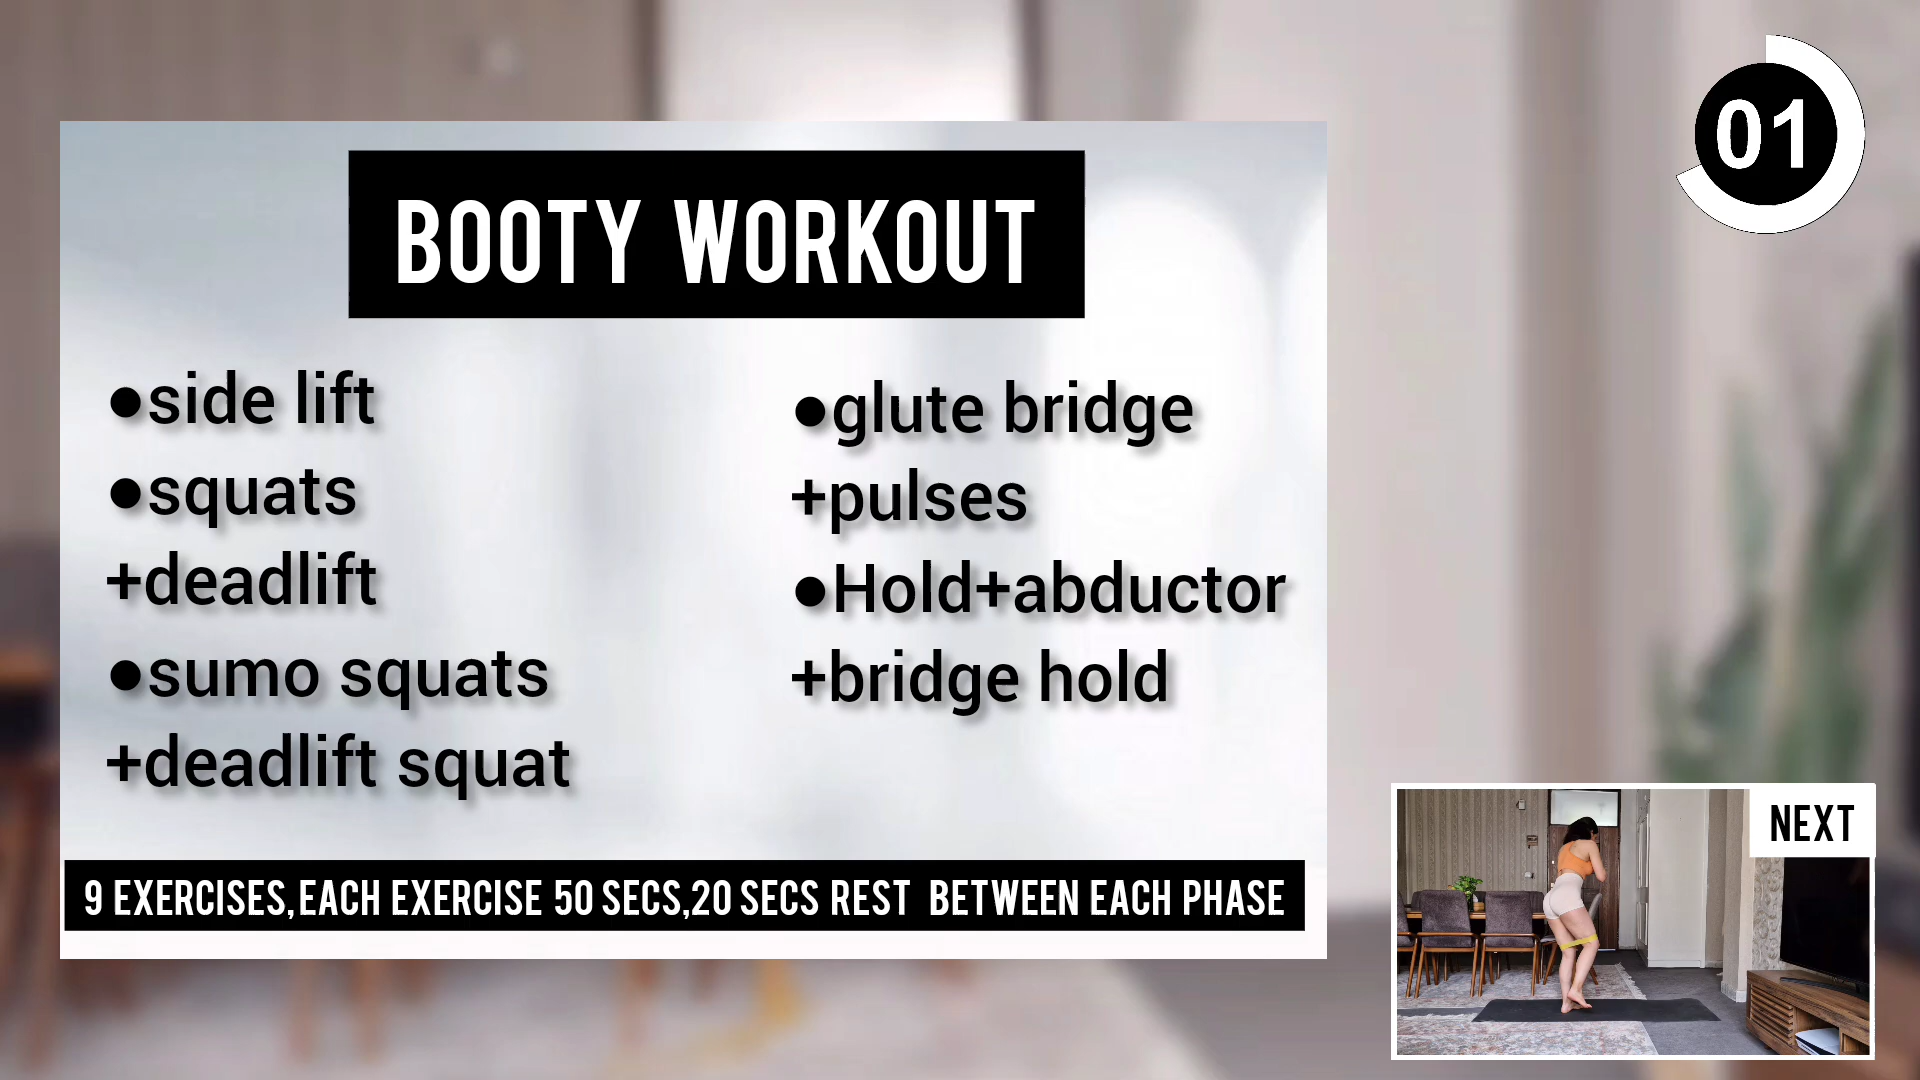 BOOTY WORKOUT
●side lift
●squats
+deadlift
●sumo squats
+deadlift squat
●glute bridge
+pulses
●Hold+abductor
+bridge hold
9 EXERCISES,EACH EXERCISE 50 SECS,20 SECS REST BETWEEN EACH PHASE
01
NEXT